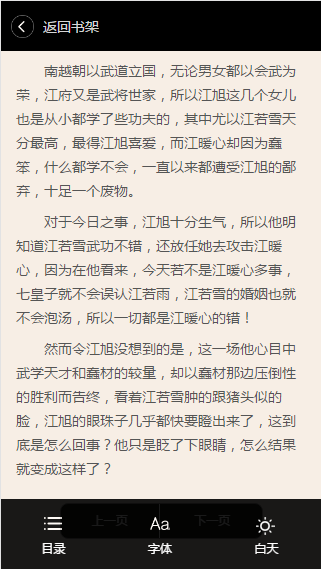 返回书架
南越朝以武道立国，无论男女都以会武为
荣，江府又是武将世家，所以江旭这几个女儿
也是从小都学了些功夫的，其中尤以江若雪天
分最高，最得江旭喜爱，而江暖心却因为蠢
笨，什么都学不会，一直以来都遭受江旭的鄙
弃，十足一个废物。
对于今日之事，江旭十分生气，所以他明
知道江若雪武功不错，还放任她去攻击江暖
心，因为在他看来，今天若不是江暖心多事，
七皇子就不会误认江若雨，江若雪的婚姻也就
不会泡汤，所以一切都是江暖心的错！
然而令江旭没想到的是，这一场他心目中
武学天才和蠢材的较量，却以蠢材那边压倒性
的胜利而告终，看着江若雪肿的跟猪头似的
脸，江旭的眼珠子几乎都快要瞪出来了，这到
底是怎么回事？他只是眨了下眼睛，怎么结果
就变成这样了？
上一页 下一页
Aa
目录 字体 白天